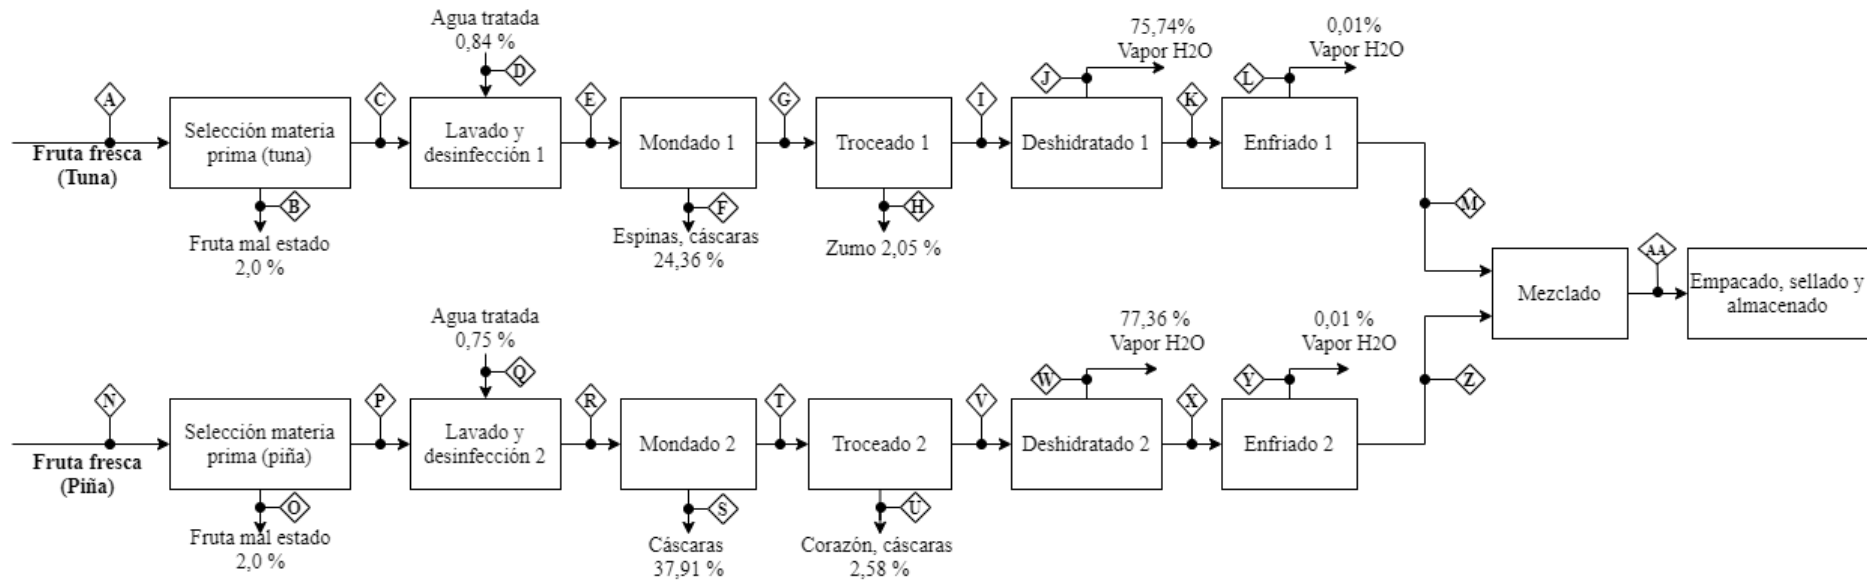 Agua tratada
0,84 %
75,74%
Vapor H2O
0,01%
Vapor H2O
A
C
D
E
G
I
J
K
L
Fruta fresca
(Tuna)
Selección materia
prima (tuna)
Lavado y
desinfección 1
Mondado 1
Troceado 1
Deshidratado 1
Enfriado 1
B
F
H
M
Fruta mal estado
2,0 %
Espinas, cáscaras
24,36 %
Zumo 2,05 %
AA
Mezclado
Empacado, sellado y
almacenado
Agua tratada
0,75 %
77,36 %
Vapor H2O
0,01 %
Vapor H2O
N
P
Q
R
T
V
W
X
Y
Z
Fruta fresca
(Piña)
Selección materia
prima (piña)
Lavado y
desinfección 2
Mondado 2
Troceado 2
Deshidratado 2
Enfriado 2
O
S
U
Fruta mal estado
2,0 %
Cáscaras
37,91 %
Corazón, cáscaras
2,58 %